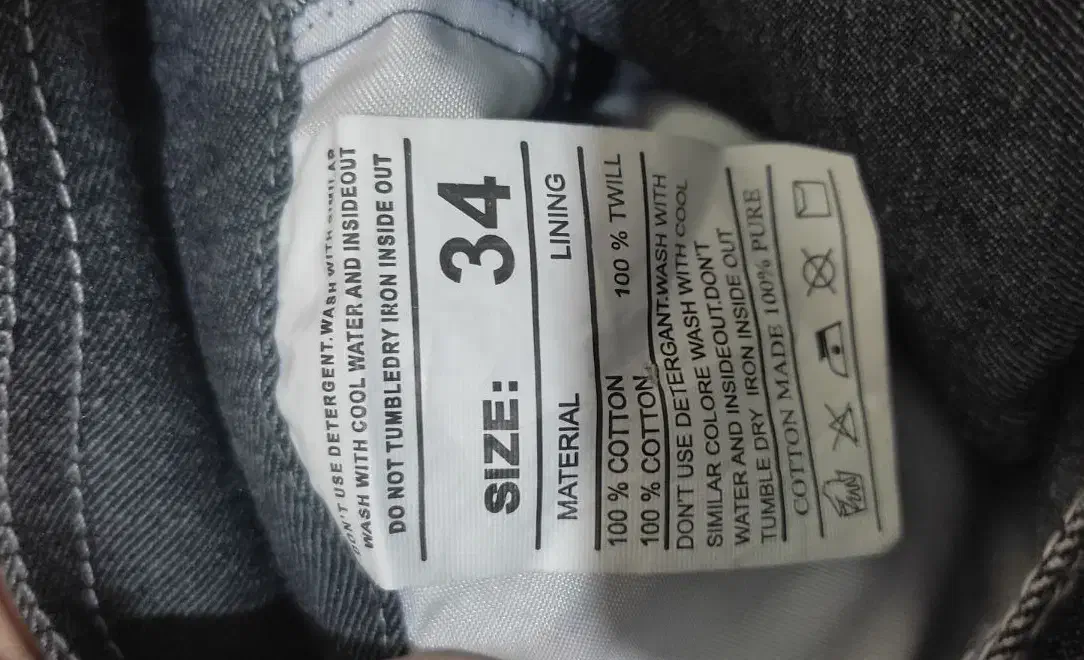 DON'T USE DETERGENT.WASH WITH SIMILAR
WASH WITH COOL WATER AND INSIDEOUT
DO NOT TUMBLEDRY IRON INSIDE OUT
SIZE: 34
MATERIAL LINING
100 % COTTON 100 % TWILL
100 % COTTON
DON'T USE DETERGANT.WASH WITH
SIMILAR COLORE WASH WITH COOL
WATER AND INSIDEOUT.DON'T
TUMBLE DRY IRON INSIDE OUT
COTTON MADE 100% PURE